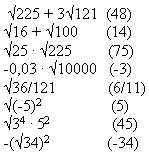 √225 + 3√121 (48)
√16 + √100 (14)
√25 · √225 (75)
-0,03 · √10000 (-3)
√36/121 (6/11)
√(-5)² (5)
√3⁴ · 5² (45)
-(√34)² (-34)